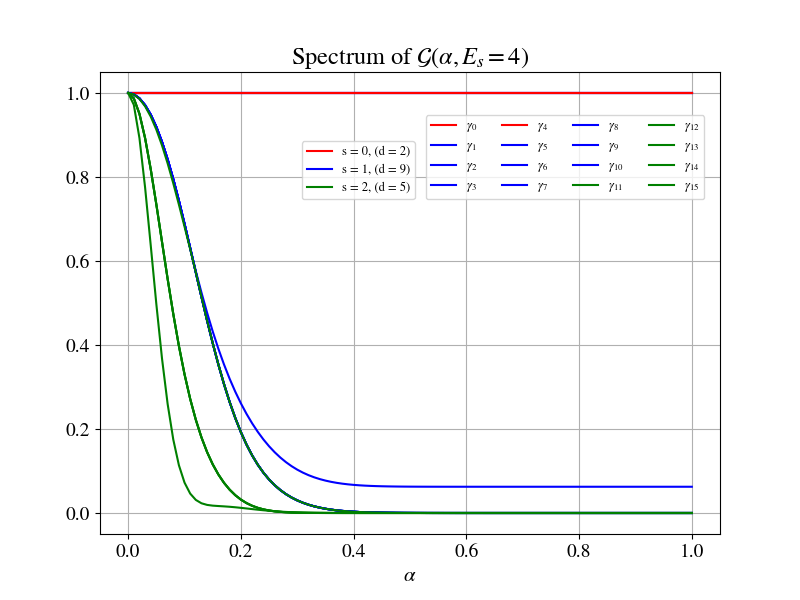 Spectrum of 𝒢(α, E_s = 4)
1.0
0.8
0.6
0.4
0.2
0.0
s = 0, (d = 2)
s = 1, (d = 9)
s = 2, (d = 5)
γ₀ γ₄ γ₈ γ₁₂
γ₁ γ₅ γ₉ γ₁₃
γ₂ γ₆ γ₁₀ γ₁₄
γ₃ γ₇ γ₁₁ γ₁₅
0.0 0.2 0.4 0.6 0.8 1.0
α